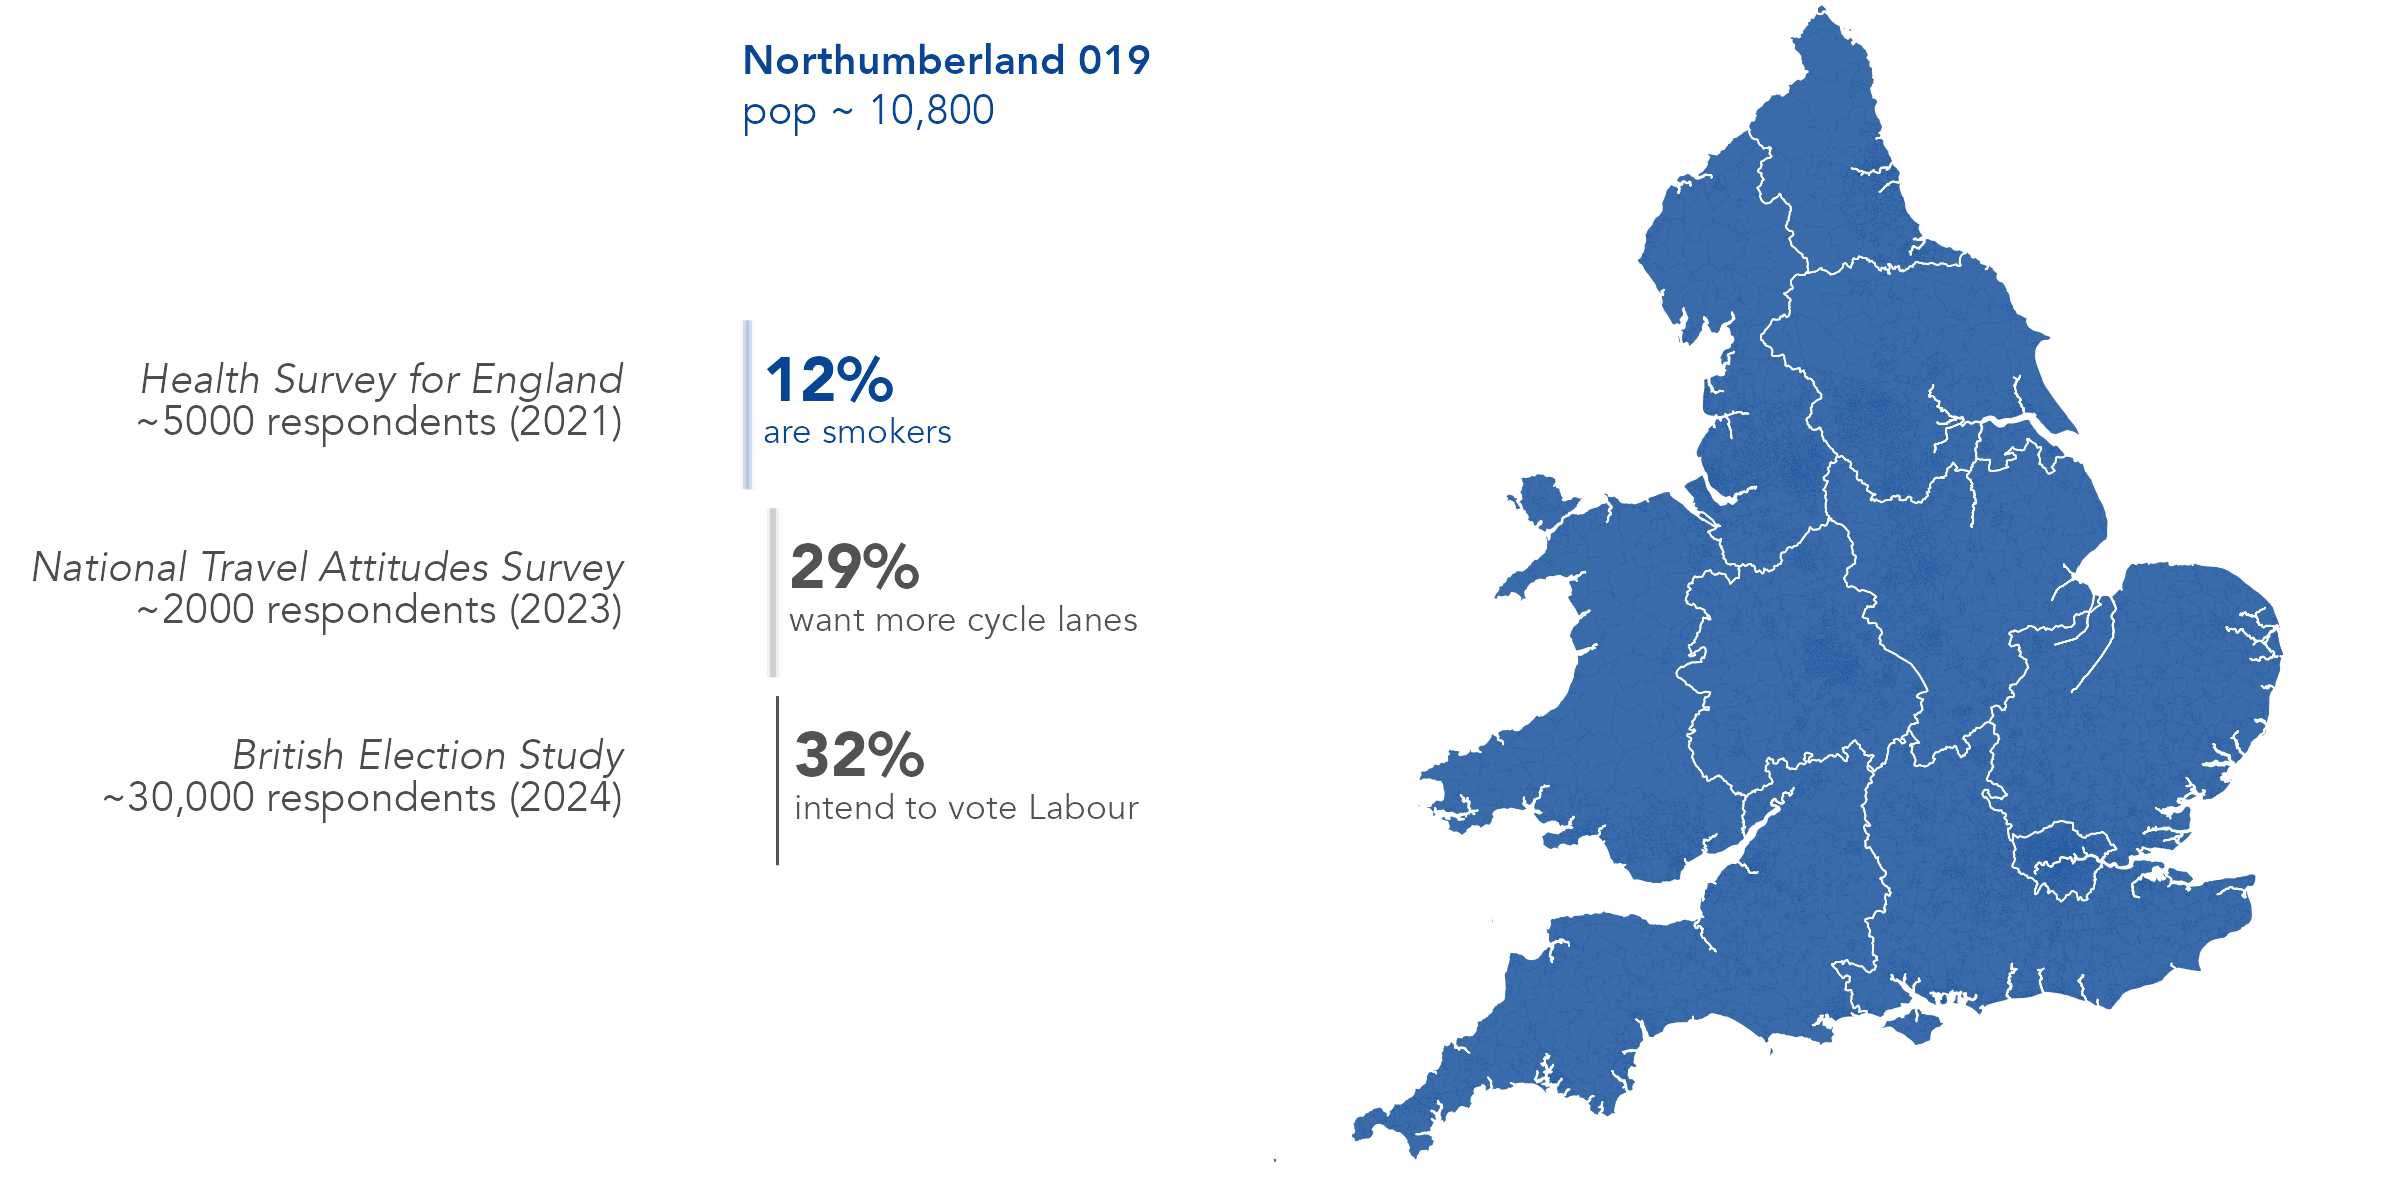 Northumberland 019
pop ~ 10,800
Health Survey for England
~5000 respondents (2021)
12%
are smokers
National Travel Attitudes Survey
~2000 respondents (2023)
29%
want more cycle lanes
British Election Study
~30,000 respondents (2024)
32%
intend to vote Labour